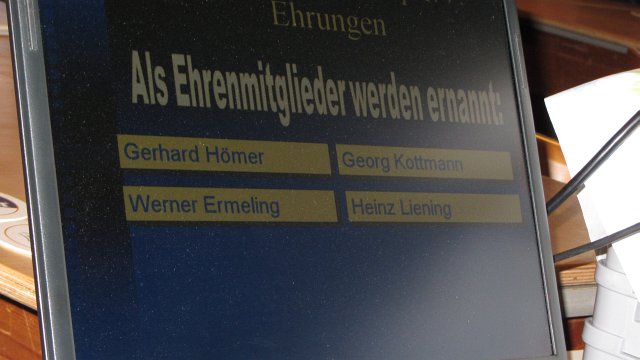 Ehrungen
Als Ehrenmitglieder werden ernannt:
Gerhard Hömer
Georg Kottmann
Werner Ermeling
Heinz Liening